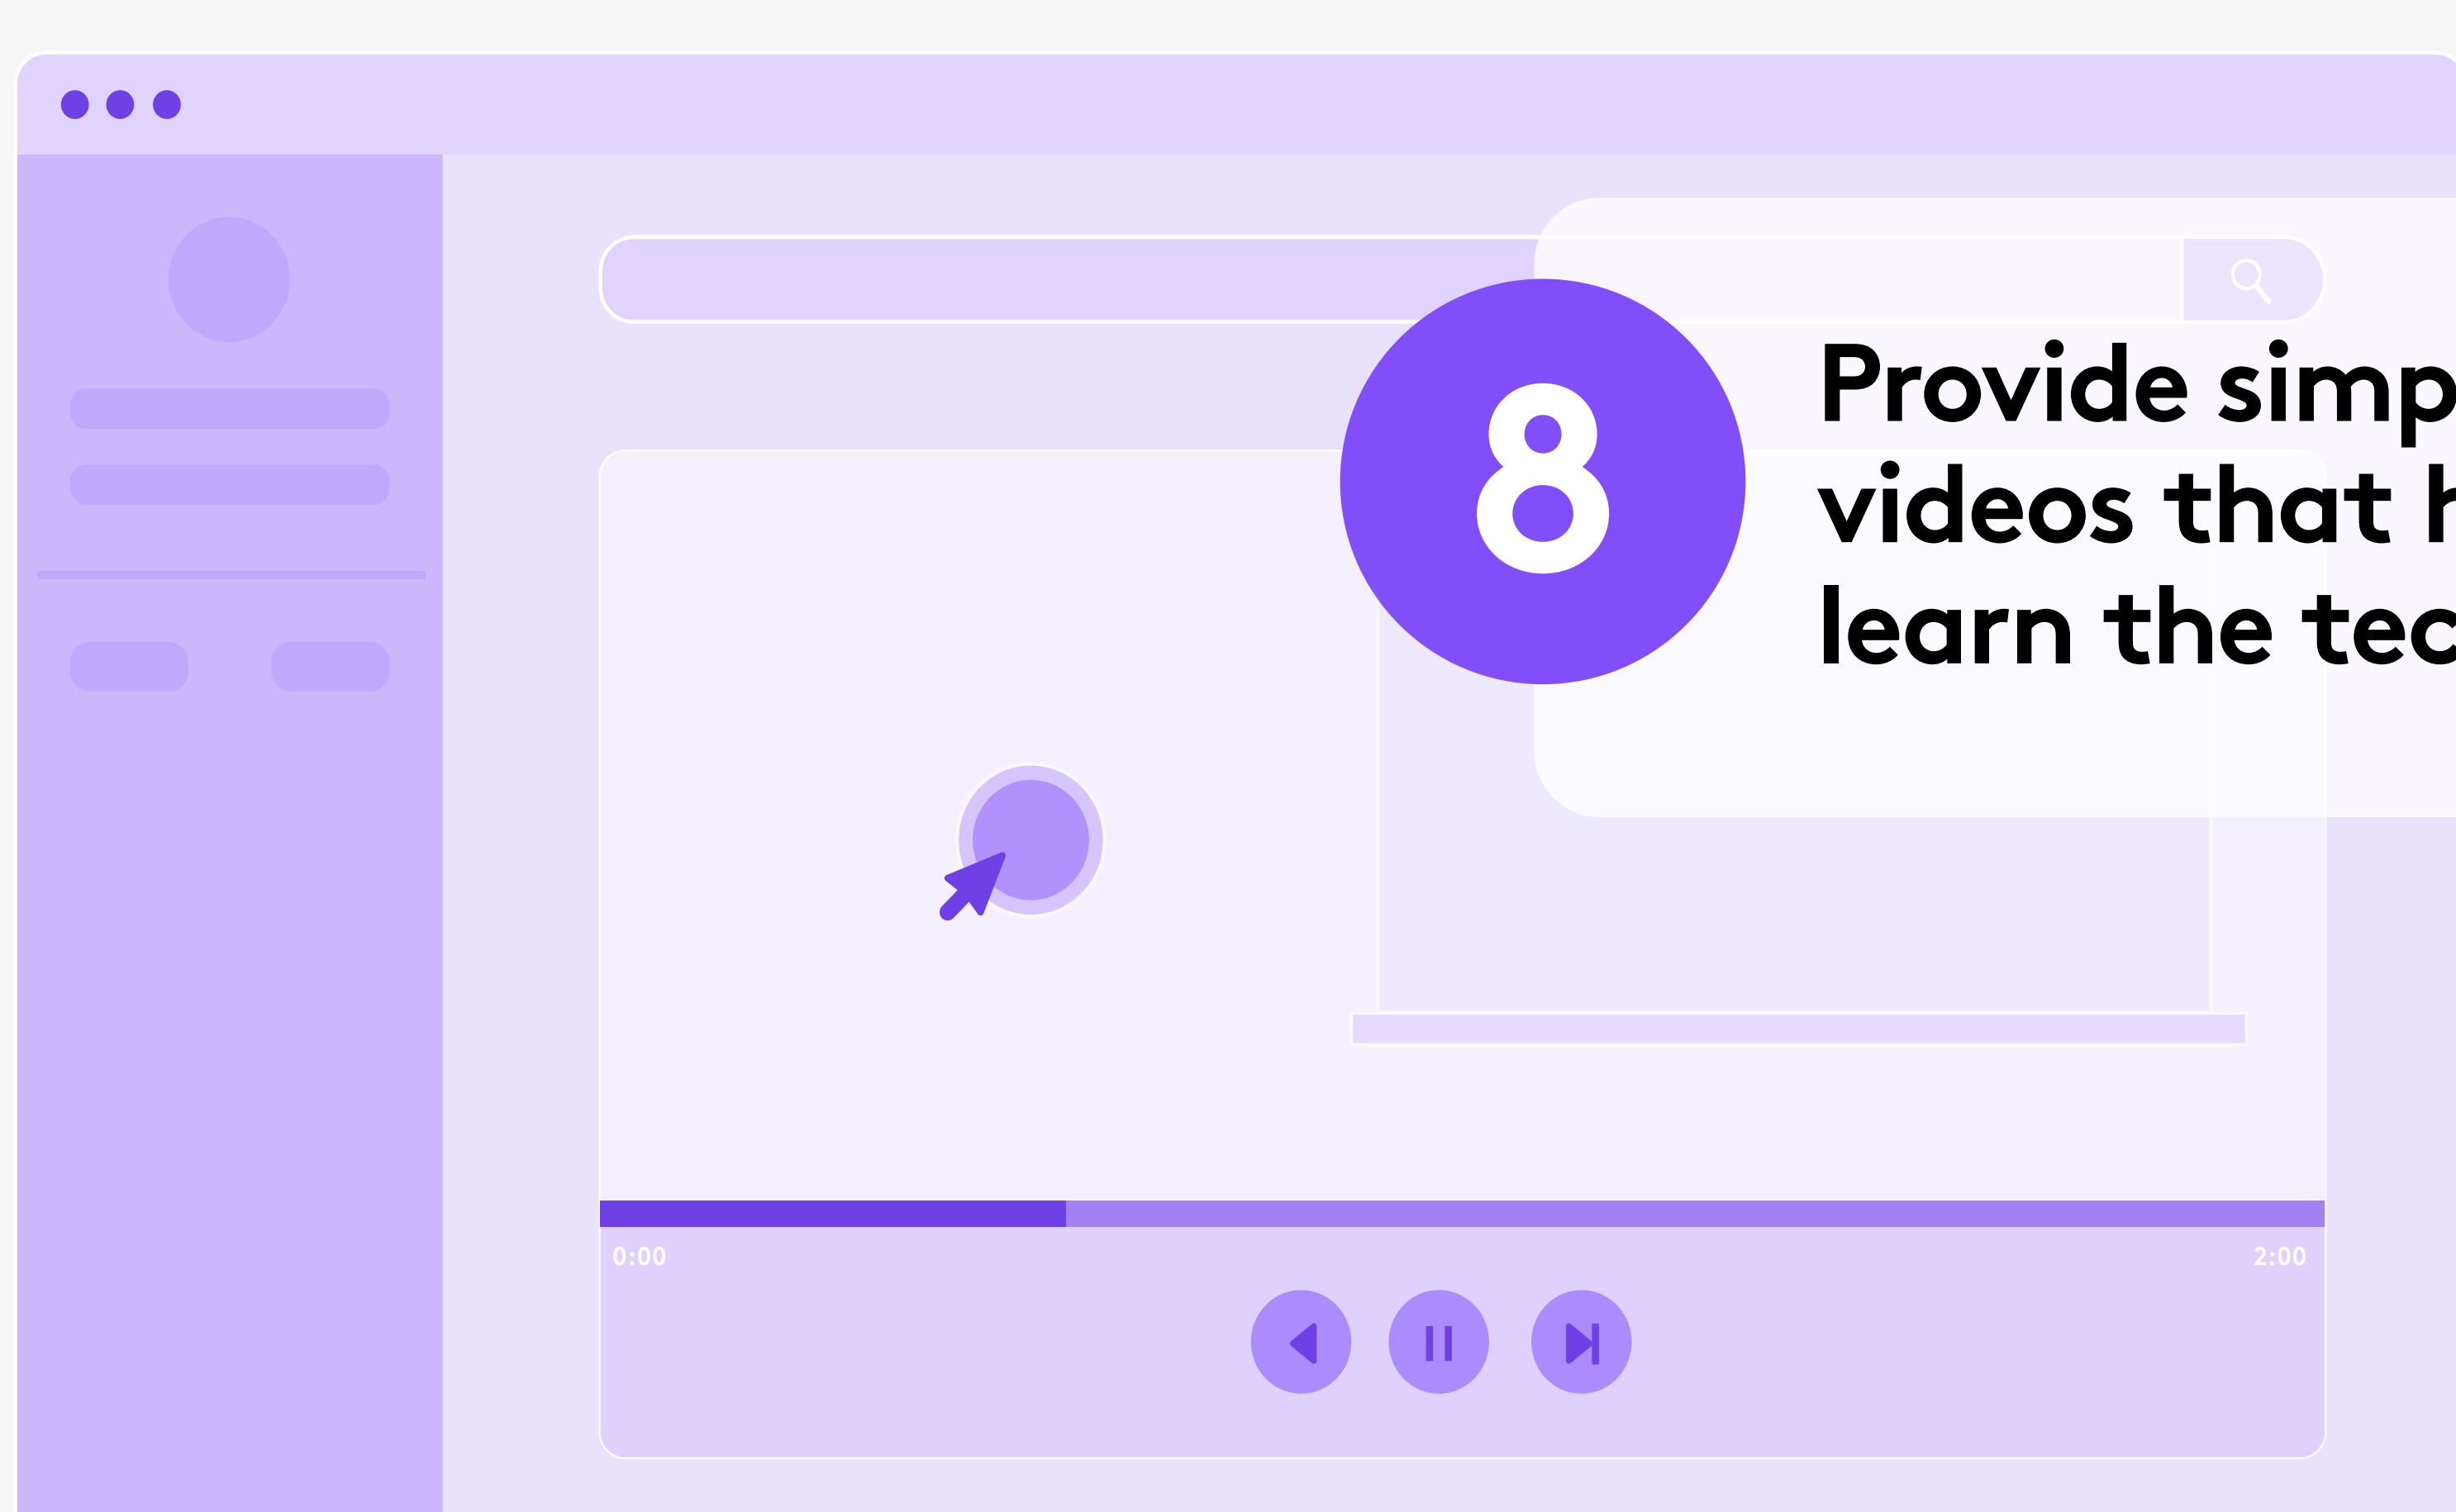 8
Provide simp
videos that h
learn the tec
0:00
2:00